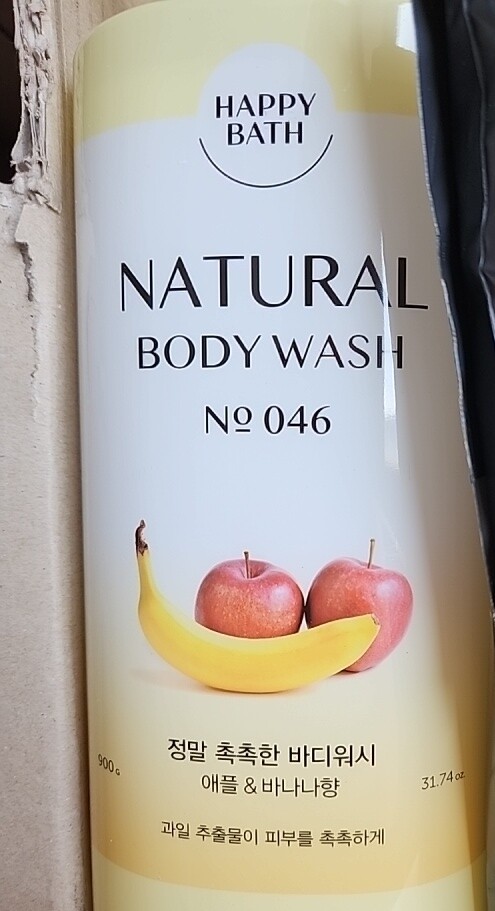 HAPPY
BATH
NATURAL
BODY WASH
Nº 046
정말 촉촉한 바디워시
애플 & 바나나향
900 G
31.74 oz.
과일 추출물이 피부를 촉촉하게